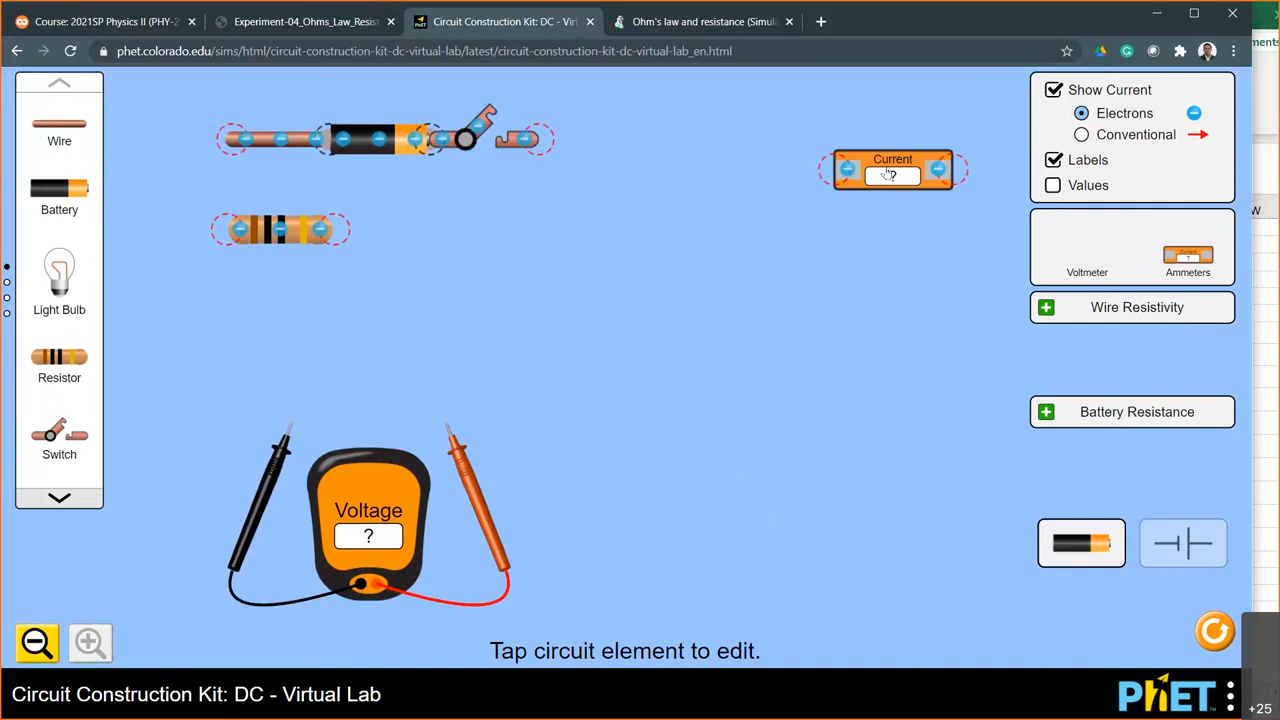 Course: 2021SP Physics II (PHY-2
Experiment-04_Ohms_Law_Resist
Circuit Construction Kit: DC - Virtu
Ohm's law and resistance (Simula
phet.colorado.edu/sims/html/circuit-construction-kit-dc-virtual-lab/latest/circuit-construction-kit-dc-virtual-lab_en.html
Wire
Battery
Light Bulb
Resistor
Switch
Current
?
Show Current
Electrons
Conventional
Labels
Values
Current
?
Voltmeter
Ammeters
Wire Resistivity
Battery Resistance
Voltage
?
Tap circuit element to edit.
Circuit Construction Kit: DC - Virtual Lab
PhET
+25